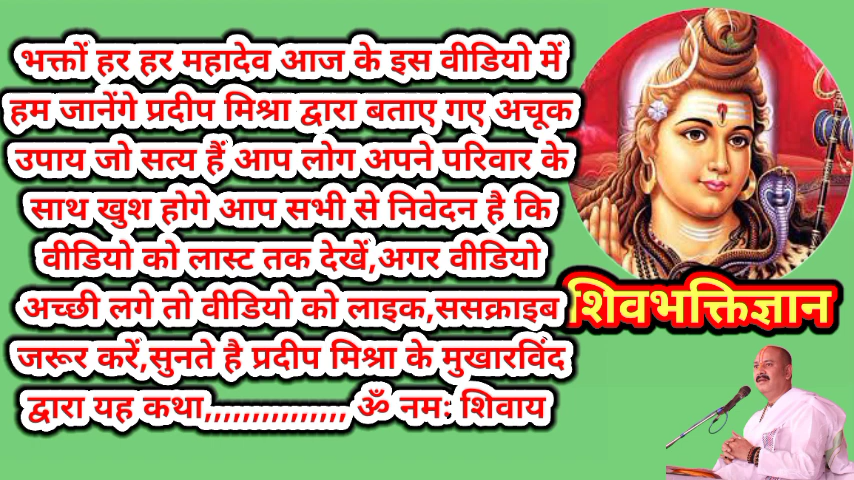 भक्तों हर हर महादेव आज के इस वीडियो में
हम जानेंगे प्रदीप मिश्रा द्वारा बताए गए अचूक
उपाय जो सत्य हैं आप लोग अपने परिवार के
साथ खुश होगे आप सभी से निवेदन है कि
वीडियो को लास्ट तक देखें,अगर वीडियो
अच्छी लगे तो वीडियो को लाइक,ससक्राइब
जरूर करें,सुनते है प्रदीप मिश्रा के मुखारविंद
द्वारा यह कथा,,,,,,,,,,,,,,, ॐ नम: शिवाय
शिवभक्तिज्ञान